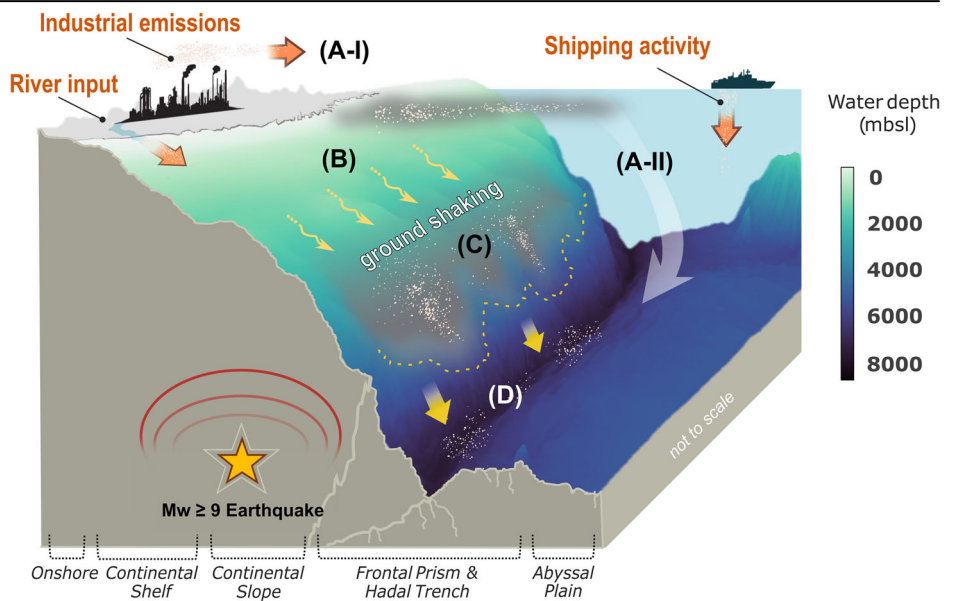 Industrial emissions
(A-I)
Shipping activity
River input
Water depth
(mbsl)
(B)
(A-II)
0
2000
4000
6000
8000
ground shaking
(C)
(D)
not to scale
Mw ≥ 9 Earthquake
Onshore
Continental
Shelf
Continental
Slope
Frontal Prism &
Hadal Trench
Abyssal
Plain